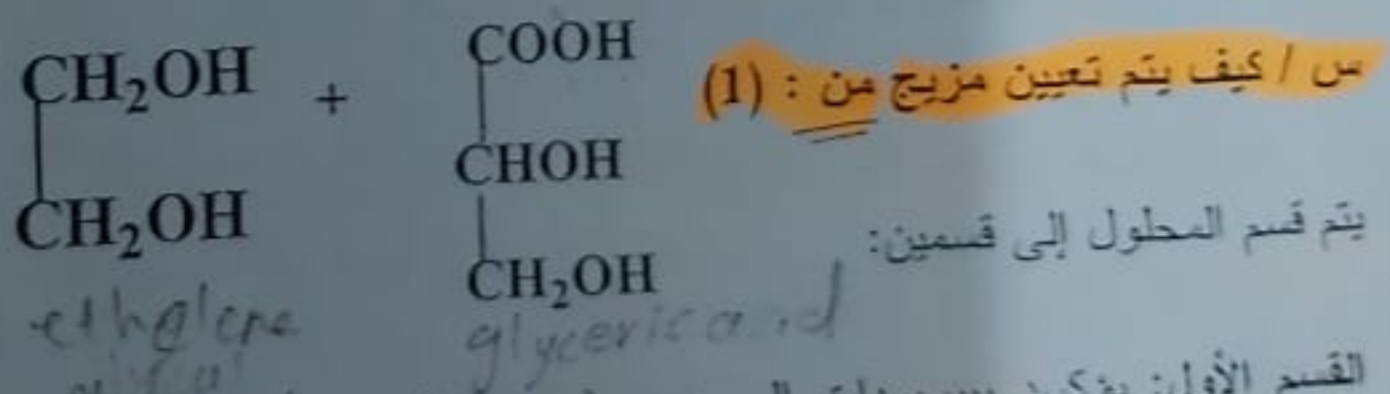 س / كيف يتم تعيين مزيج من : (1)
COOH
CH₂OH +
CHOH
CH₂OH
CH₂OH
يتم قسم المحلول إلى قسمين:
glyceric acid
القسم الأول: